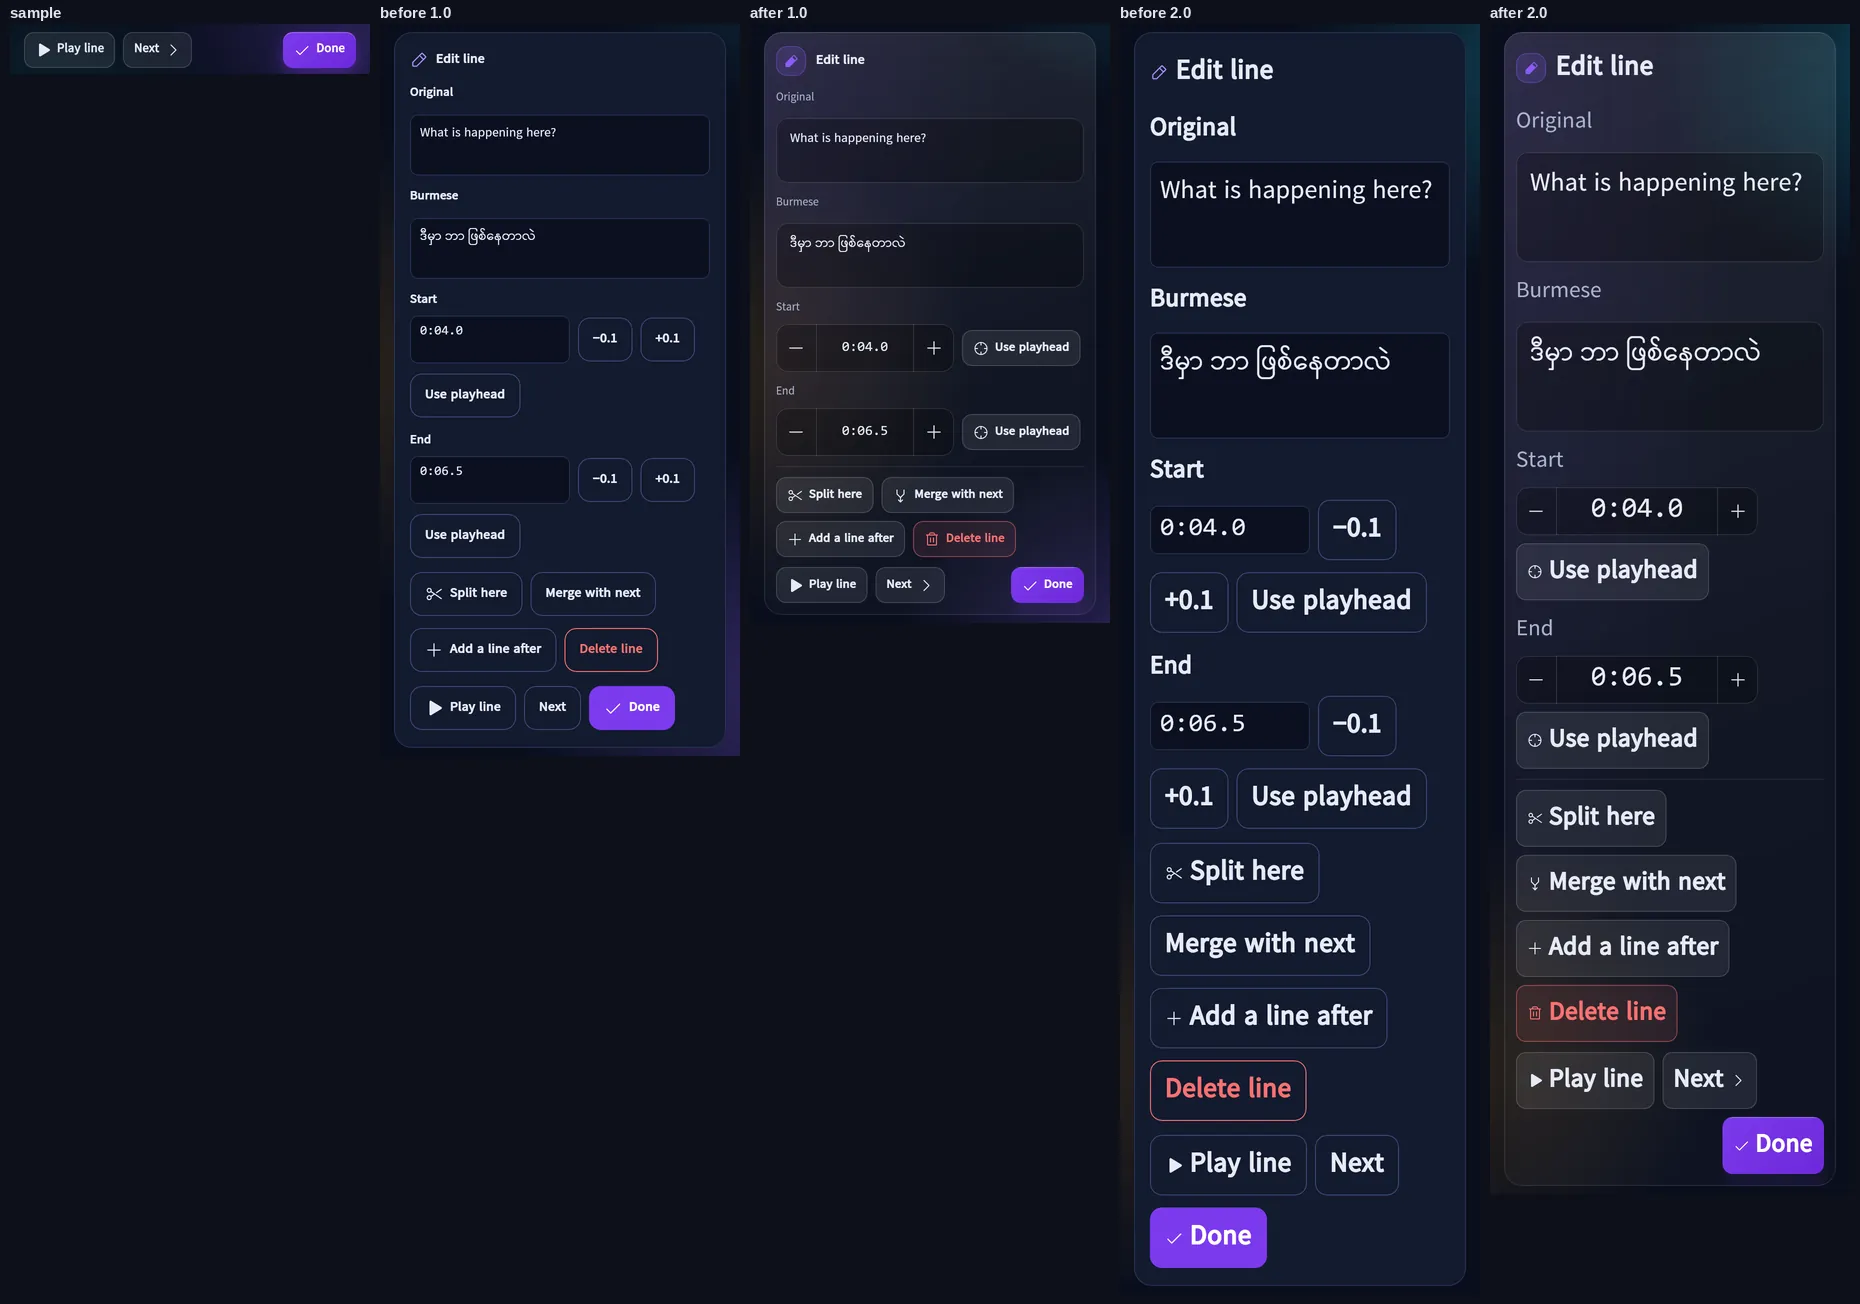 sample
Play line
Next
Done
before 1.0
Edit line
Original
What is happening here?
Burmese
ဒီမှာ ဘာ ဖြစ်နေတာလဲ
Start
0:04.0
−0.1
+0.1
Use playhead
End
0:06.5
−0.1
+0.1
Use playhead
Split here
Merge with next
Add a line after
Delete line
Play line
Next
Done
after 1.0
Edit line
Original
What is happening here?
Burmese
ဒီမှာ ဘာ ဖြစ်နေတာလဲ
Start
0:04.0
Use playhead
End
0:06.5
Use playhead
Split here
Merge with next
Add a line after
Delete line
Play line
Next
Done
before 2.0
Edit line
Original
What is happening here?
Burmese
ဒီမှာ ဘာ ဖြစ်နေတာလဲ
Start
0:04.0
−0.1
+0.1
Use playhead
End
0:06.5
−0.1
+0.1
Use playhead
Split here
Merge with next
Add a line after
Delete line
Play line
Next
Done
after 2.0
Edit line
Original
What is happening here?
Burmese
ဒီမှာ ဘာ ဖြစ်နေတာလဲ
Start
0:04.0
Use playhead
End
0:06.5
Use playhead
Split here
Merge with next
Add a line after
Delete line
Play line
Next
Done